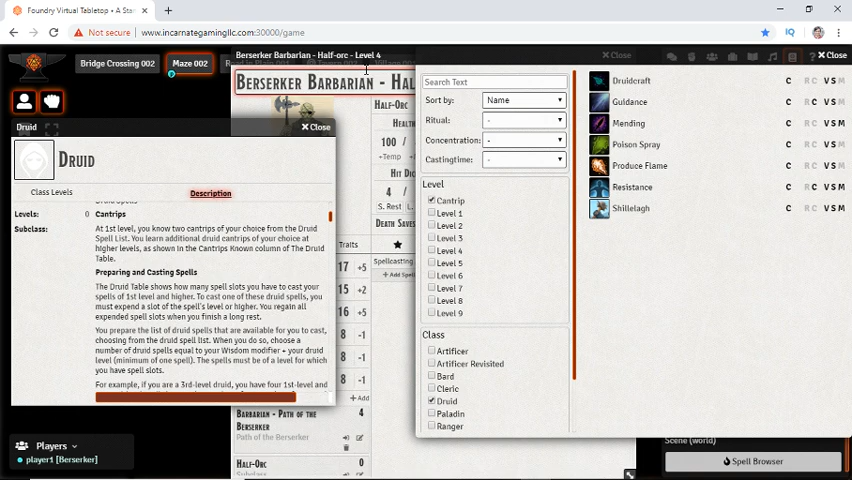 Foundry Virtual Tabletop • A Stan
Not secure
www.incarnategamingllc.com:30000/game
IQ
Berserker Barbarian - Half-orc - Level 4
Close
Close
Bridge Crossing 002
Maze 002
Berserker Barbarian - Hal
Half-Orc
Health
100 /
+Temp
Hit Dic
4 /
S. Rest
L.
Death Saves
Traits
17 +5
15 +2
16 +5
8 -1
8 -1
8 -1
Spellcasting
+ Add Spel
+ Add
Barbarian - Path of the
Berserker
4
Path of the Berserker
Half-Orc
0
Druid
Close
Druid
Class Levels
Description
Levels: 0
Subclass:
Druid Spells
Cantrips
At 1st level, you know two cantrips of your choice from the Druid
Spell List. You learn additional druid cantrips of your choice at
higher levels, as shown in the Cantrips Known column of The Druid
Table.
Preparing and Casting Spells
The Druid Table shows how many spell slots you have to cast your
spells of 1st level and higher. To cast one of these druid spells, you
must expend a slot of the spell's level or higher. You regain all
expended spell slots when you finish a long rest.
You prepare the list of druid spells that are available for you to cast,
choosing from the druid spell list. When you do so, choose a
number of druid spells equal to your Wisdom modifier + your druid
level (minimum of one spell). The spells must be of a level for which
you have spell slots.
For example, if you are a 3rd-level druid, you have four 1st-level and
Players
player1 [Berserker]
Search Text
Sort by: Name
Ritual: -
Concentration: -
Castingtime: -
Level
Cantrip
Level 1
Level 2
Level 3
Level 4
Level 5
Level 6
Level 7
Level 8
Level 9
Class
Artificer
Artificer Revisited
Bard
Cleric
Druid
Paladin
Ranger
Druidcraft C R C V S M
Guidance C R C V S M
Mending C R C V S M
Poison Spray C R C V S M
Produce Flame C R C V S M
Resistance C R C V S M
Shillelagh C R C V S M
Scene (world)
Spell Browser